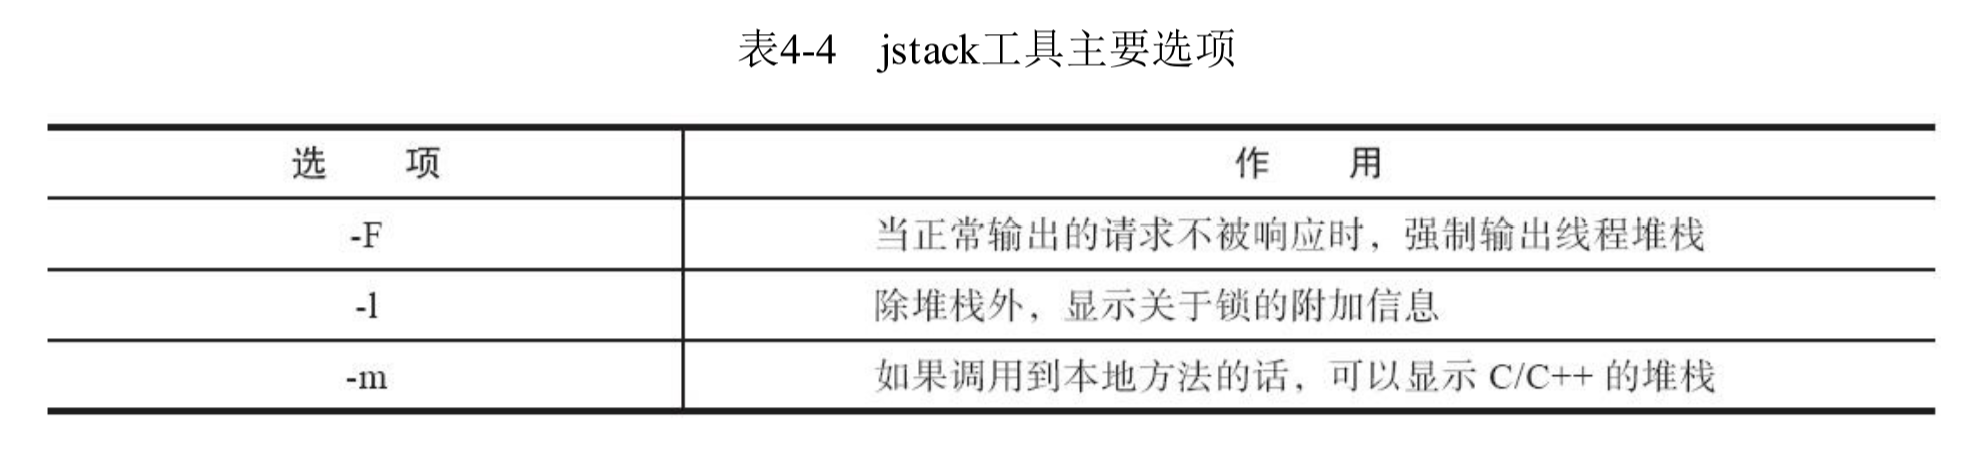 表4-4 jstack工具主要选项
选 项 作 用
-F 当正常输出的请求不被响应时，强制输出线程堆栈
-l 除堆栈外，显示关于锁的附加信息
-m 如果调用到本地方法的话，可以显示 C/C++ 的堆栈